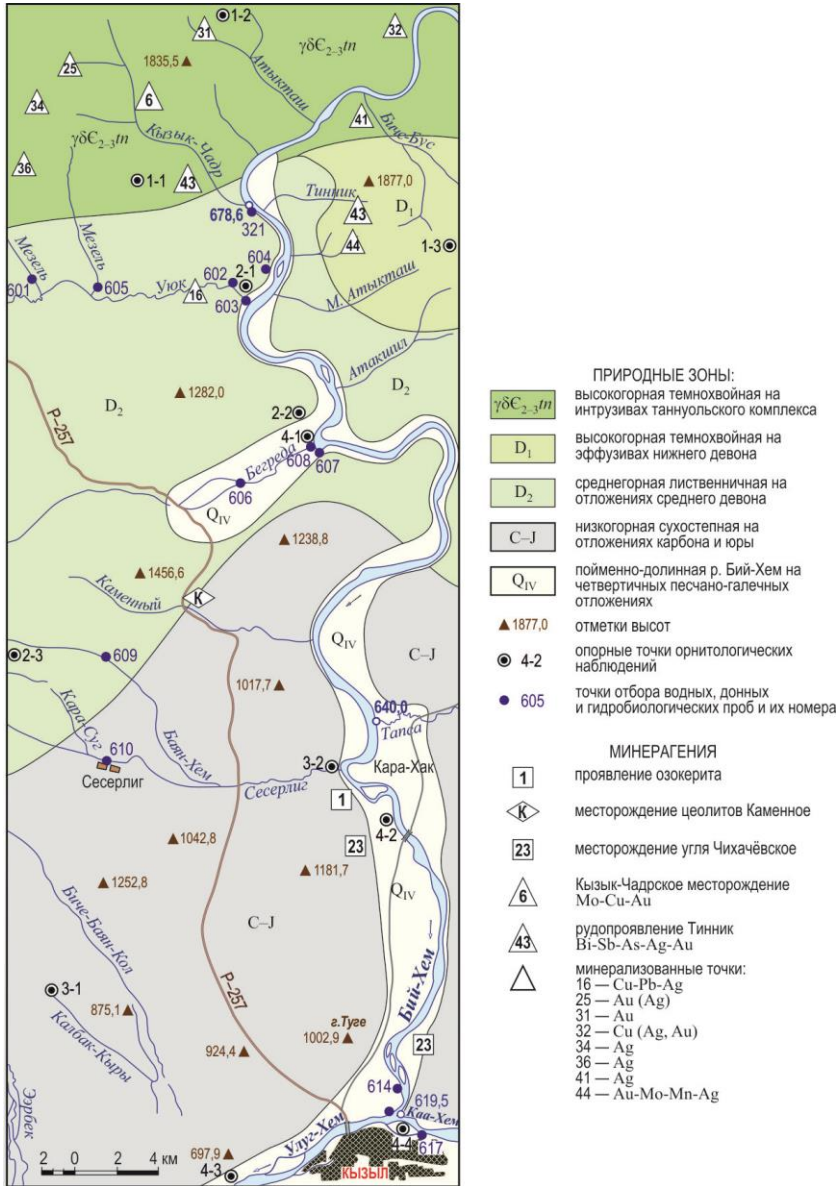 1-2
31
32
γδЄ₂₋₃tn
γδЄ₂₋₃tn
1835,5
25
Атыкташ
6
34
41
Биче-Бус
γδЄ₂₋₃tn
Кызык-Чадр
36
1-1
43
1877,0
Тинник
D₁
43
678,6
321
44
1-3
Мезель
Мезель
604
602
2-1
601
605
Уюк
16
603
М. Атыкташ
Атакшил
D₂
1282,0
D₂
P-257
2-2
4-1
608
607
Бегреда
606
Q_IV
1238,8
1456,6
Каменный
К
Q_IV
С–J
2-3
609
1017,7
640,0
Тапса
Кара-Суг
610
Баян-Хем
3-2
Кара-Хак
Сесерлиг
Сесерлиг
1
4-2
23
1042,8
1252,8
1181,7
Q_IV
С–J
Биче-Баян-Кол
P-257
Бий-Хем
3-1
875,1
г.Туге
Калбак-Кыры
1002,9
23
924,4
Ээрбек
614
619,5
Каа-Хем
Улуг-Хем
4-4
617
697,9
4-3
КЫЗЫЛ
2 0 4 км
ПРИРОДНЫЕ ЗОНЫ:
γδЄ₂₋₃tn
высокогорная темнохвойная на
интрузивах таннуольского комплекса
D₁
высокогорная темнохвойная на
эффузивах нижнего девона
D₂
среднегорная лиственничная на
отложениях среднего девона
С–J
низкогорная сухостепная на
отложениях карбона и юры
Q_IV
пойменно-долинная р. Бий-Хем на
четвертичных песчано-галечных
отложениях
1877,0 отметки высот
4-2 опорные точки орнитологических
наблюдений
605 точки отбора водных, донных
и гидробиологических проб и их номера
МИНЕРАГЕНИЯ
1 проявление озокерита
К месторождение цеолитов Каменное
23 месторождение угля Чихачёвское
6 Кызык-Чадрское месторождение
Mo-Cu-Au
43 рудопроявление Тинник
Bi-Sb-As-Ag-Au
минерализованные точки:
16 — Cu-Pb-Ag
25 — Au (Ag)
31 — Au
32 — Cu (Ag, Au)
34 — Ag
36 — Ag
41 — Ag
44 — Au-Mo-Mn-Ag